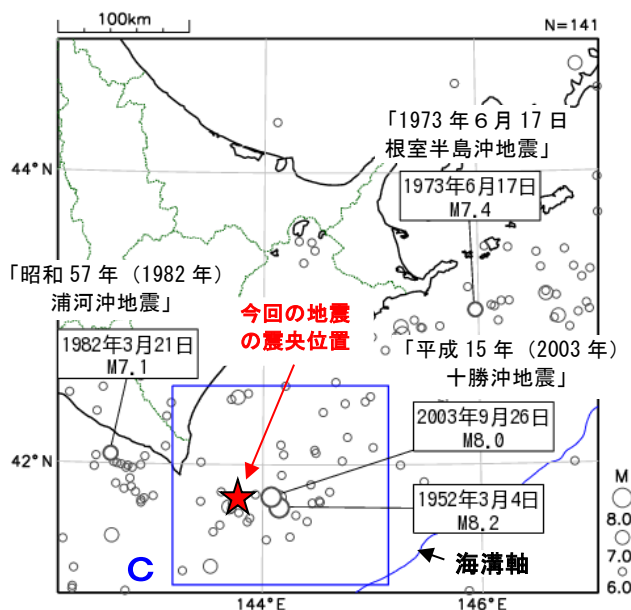 100km
N=141
「1973年6月17日
根室半島沖地震」
44°N
1973年6月17日
M7.4
「昭和57年（1982年）
浦河沖地震」
今回の地震
の震央位置
1982年3月21日
M7.1
「平成15年（2003年）
十勝沖地震」
2003年9月26日
M8.0
42°N
1952年3月4日
M8.2
M
8.0
7.0
6.0
C
海溝軸
144°E
146°E